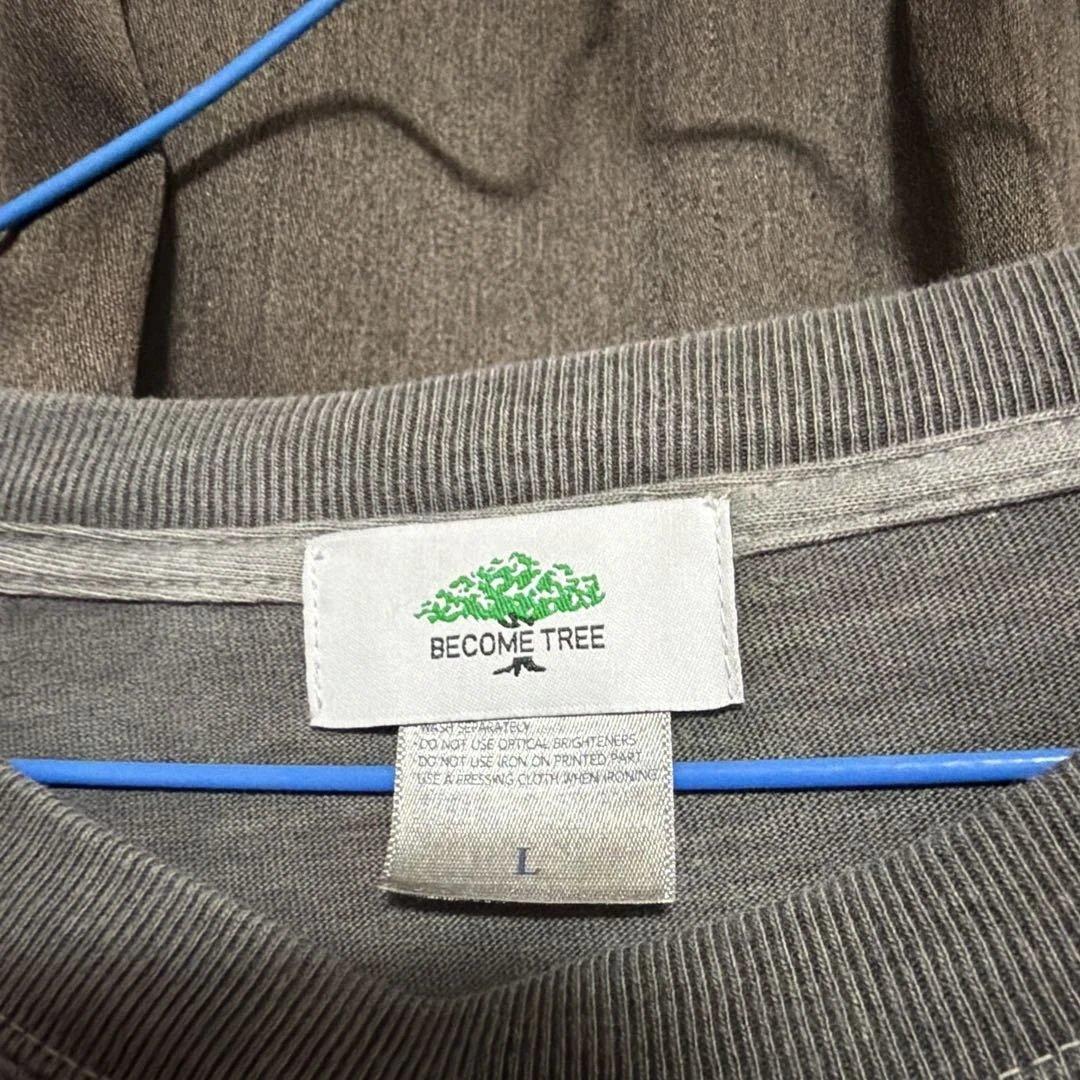 BECOME TREE
WASH SEPARATELY
·DO NOT USE OPTICAL BRIGHTENERS
DO NOT USE IRON ON PRINTED PART
USE A PRESSING CLOTH WHEN IRONING
L